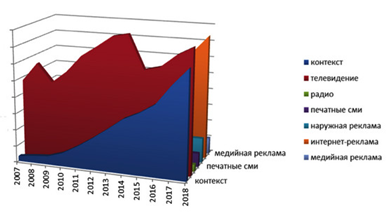 контекст
телевидение
радио
печатные сми
наружная реклама
интернет-реклама
медийная реклама
медийная реклама
печатные сми
контекст
2007
2008
2009
2010
2011
2012
2013
2014
2015
2016
2017
2018